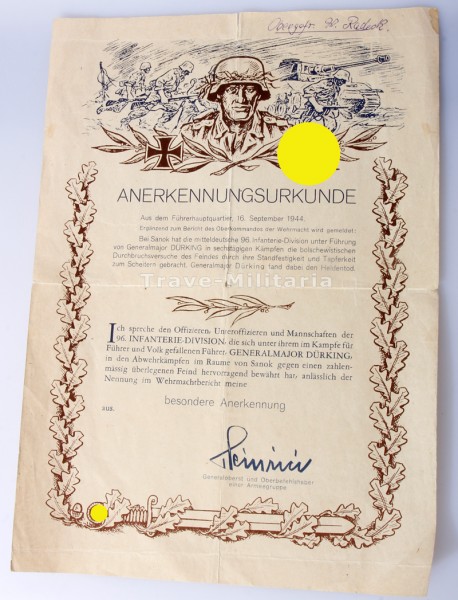 Obergefr. W.
ANERKENNUNGSURKUNDE
Aus dem Führerhauptquartier, 16. September 1944.
Ergänzend zum Bericht des Oberkommandos der Wehrmacht wird gemeldet:
Bei Sanok hat die mitteldeutsche 96. Infanterie-Division unter Führung
von Generalmajor DÜRKING in sechstägigen Kämpfen die bolschewistischen
Durchbruchsversuche des Feindes durch ihre Standfestigkeit und Tapferkeit
zum Scheitern gebracht. Generalmajor Dürking fand dabei den Heldentod.
Trave-Militaria
Ich spreche den Offizieren, Unteroffizieren und Mannschaften der
96. INFANTERIE-DIVISION, die sich unter ihrem im Kampfe für
Führer und Volk gefallenen Führer, GENERALMAJOR DÜRKING,
in den Abwehrkämpfen im Raume von Sanok gegen einen zahlen-
mässig überlegenen Feind hervorragend bewährt hat, anlässlich der
Nennung im Wehrmachtbericht meine
besondere Anerkennung
aus.
Heinrici
Generaloberst und Oberbefehlshaber
einer Armeegruppe